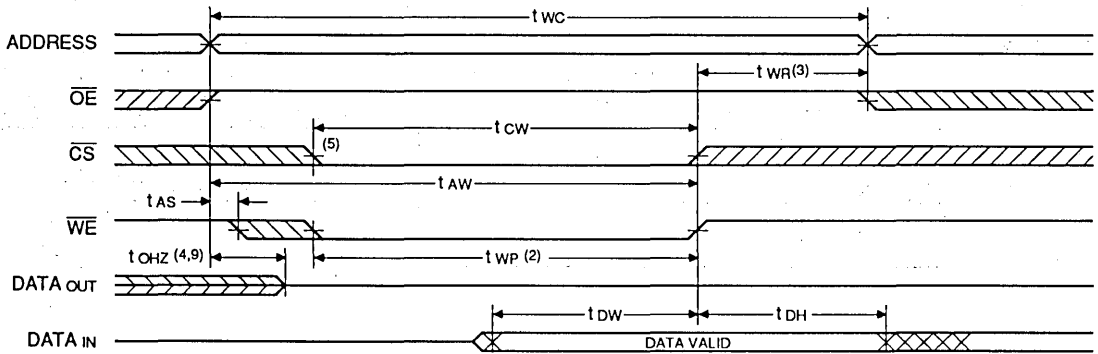 t WC
ADDRESS
t WR(3)
OE
t CW
(5)
CS
t AW
t AS
WE
t OHZ (4,9)
t WP (2)
DATA OUT
t DW
t DH
DATA IN
DATA VALID